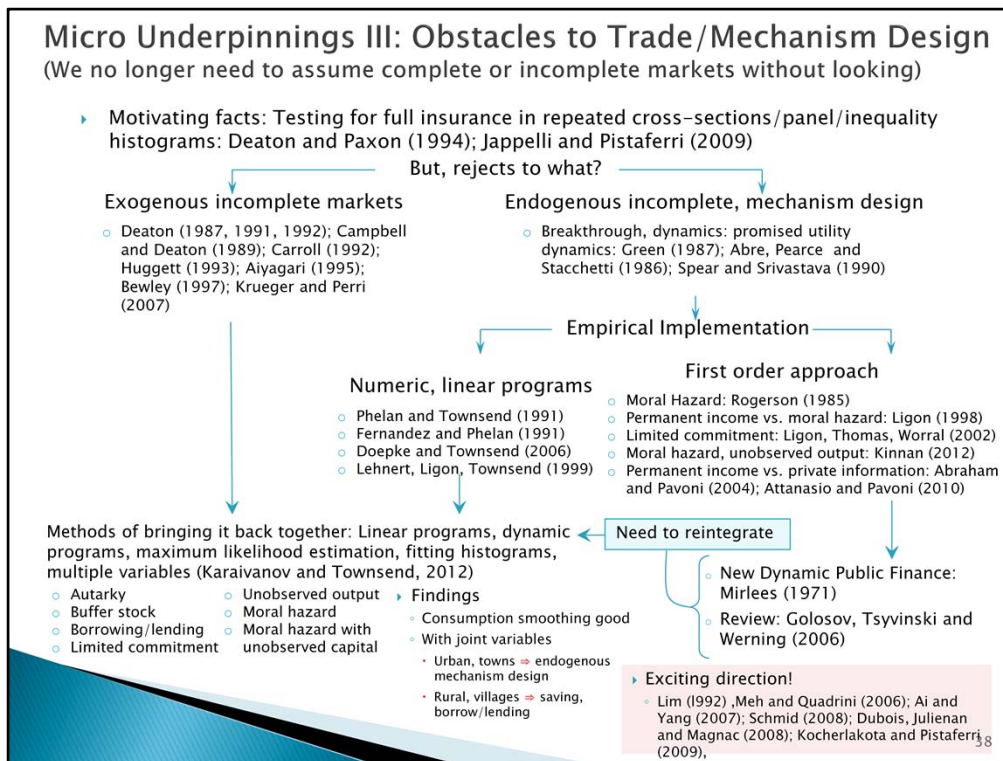 Micro Underpinnings III: Obstacles to Trade/Mechanism Design
(We no longer need to assume complete or incomplete markets without looking)
Motivating facts: Testing for full insurance in repeated cross-sections/panel/inequality
histograms: Deaton and Paxon (1994); Jappelli and Pistaferri (2009)
But, rejects to what?
Exogenous incomplete markets
Deaton (1987, 1991, 1992); Campbell
and Deaton (1989); Carroll (1992);
Huggett (1993); Aiyagari (1995);
Bewley (1997); Krueger and Perri
(2007)
Endogenous incomplete, mechanism design
Breakthrough, dynamics: promised utility
dynamics: Green (1987); Abre, Pearce and
Stacchetti (1986); Spear and Srivastava (1990)
Empirical Implementation
Numeric, linear programs
Phelan and Townsend (1991)
Fernandez and Phelan (1991)
Doepke and Townsend (2006)
Lehnert, Ligon, Townsend (1999)
First order approach
Moral Hazard: Rogerson (1985)
Permanent income vs. moral hazard: Ligon (1998)
Limited commitment: Ligon, Thomas, Worral (2002)
Moral hazard, unobserved output: Kinnan (2012)
Permanent income vs. private information: Abraham
and Pavoni (2004); Attanasio and Pavoni (2010)
Methods of bringing it back together: Linear programs, dynamic
programs, maximum likelihood estimation, fitting histograms,
multiple variables (Karaivanov and Townsend, 2012)
Autarky
Buffer stock
Borrowing/lending
Limited commitment
Unobserved output
Moral hazard
Moral hazard with
unobserved capital
Findings
Consumption smoothing good
With joint variables
Urban, towns ⇒ endogenous
mechanism design
Rural, villages ⇒ saving,
borrow/lending
Need to reintegrate
New Dynamic Public Finance:
Mirlees (1971)
Review: Golosov, Tsyvinski and
Werning (2006)
Exciting direction!
Lim (l992) ,Meh and Quadrini (2006); Ai and
Yang (2007); Schmid (2008); Dubois, Julienan
and Magnac (2008); Kocherlakota and Pistaferri
(2009),
38